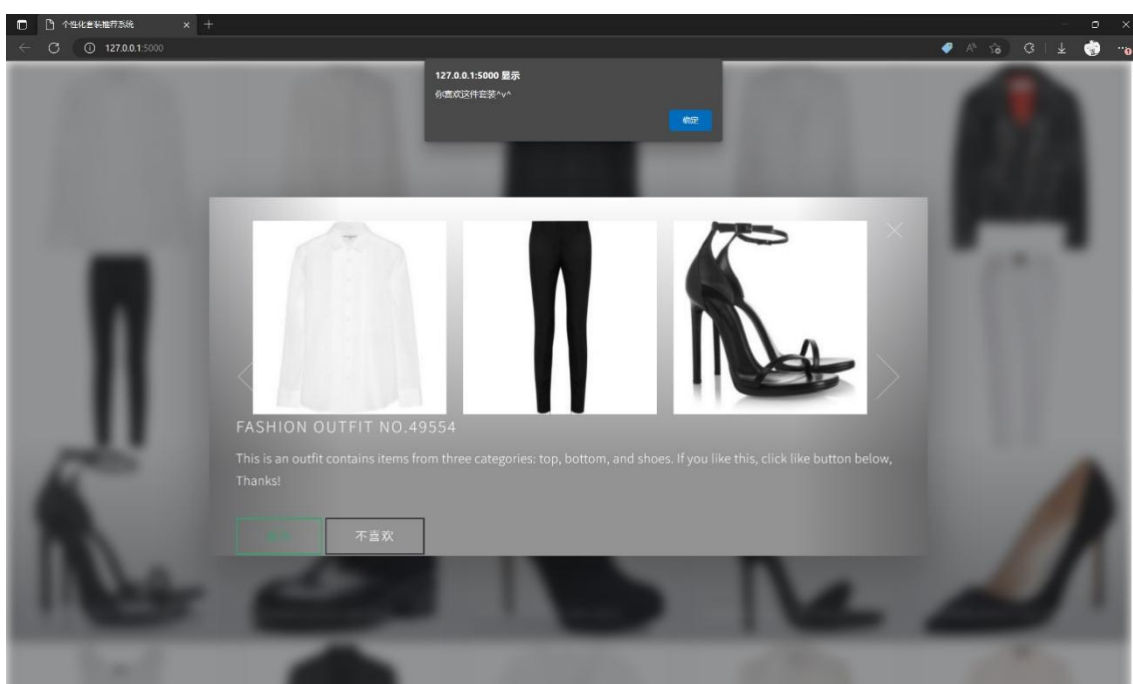 个性化套装推荐系统
127.0.0.1:5000
127.0.0.1:5000 显示
你喜欢这件套装^v^
确定
FASHION OUTFIT NO.49554
This is an outfit contains items from three categories: top, bottom, and shoes. If you like this, click like button below,
Thanks!
不喜欢